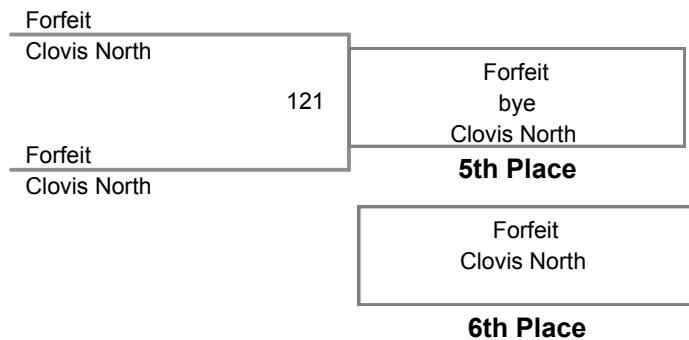 Forfeit
Clovis North
121
Forfeit
Clovis North
Forfeit
bye
Clovis North
5th Place
Forfeit
Clovis North
6th Place